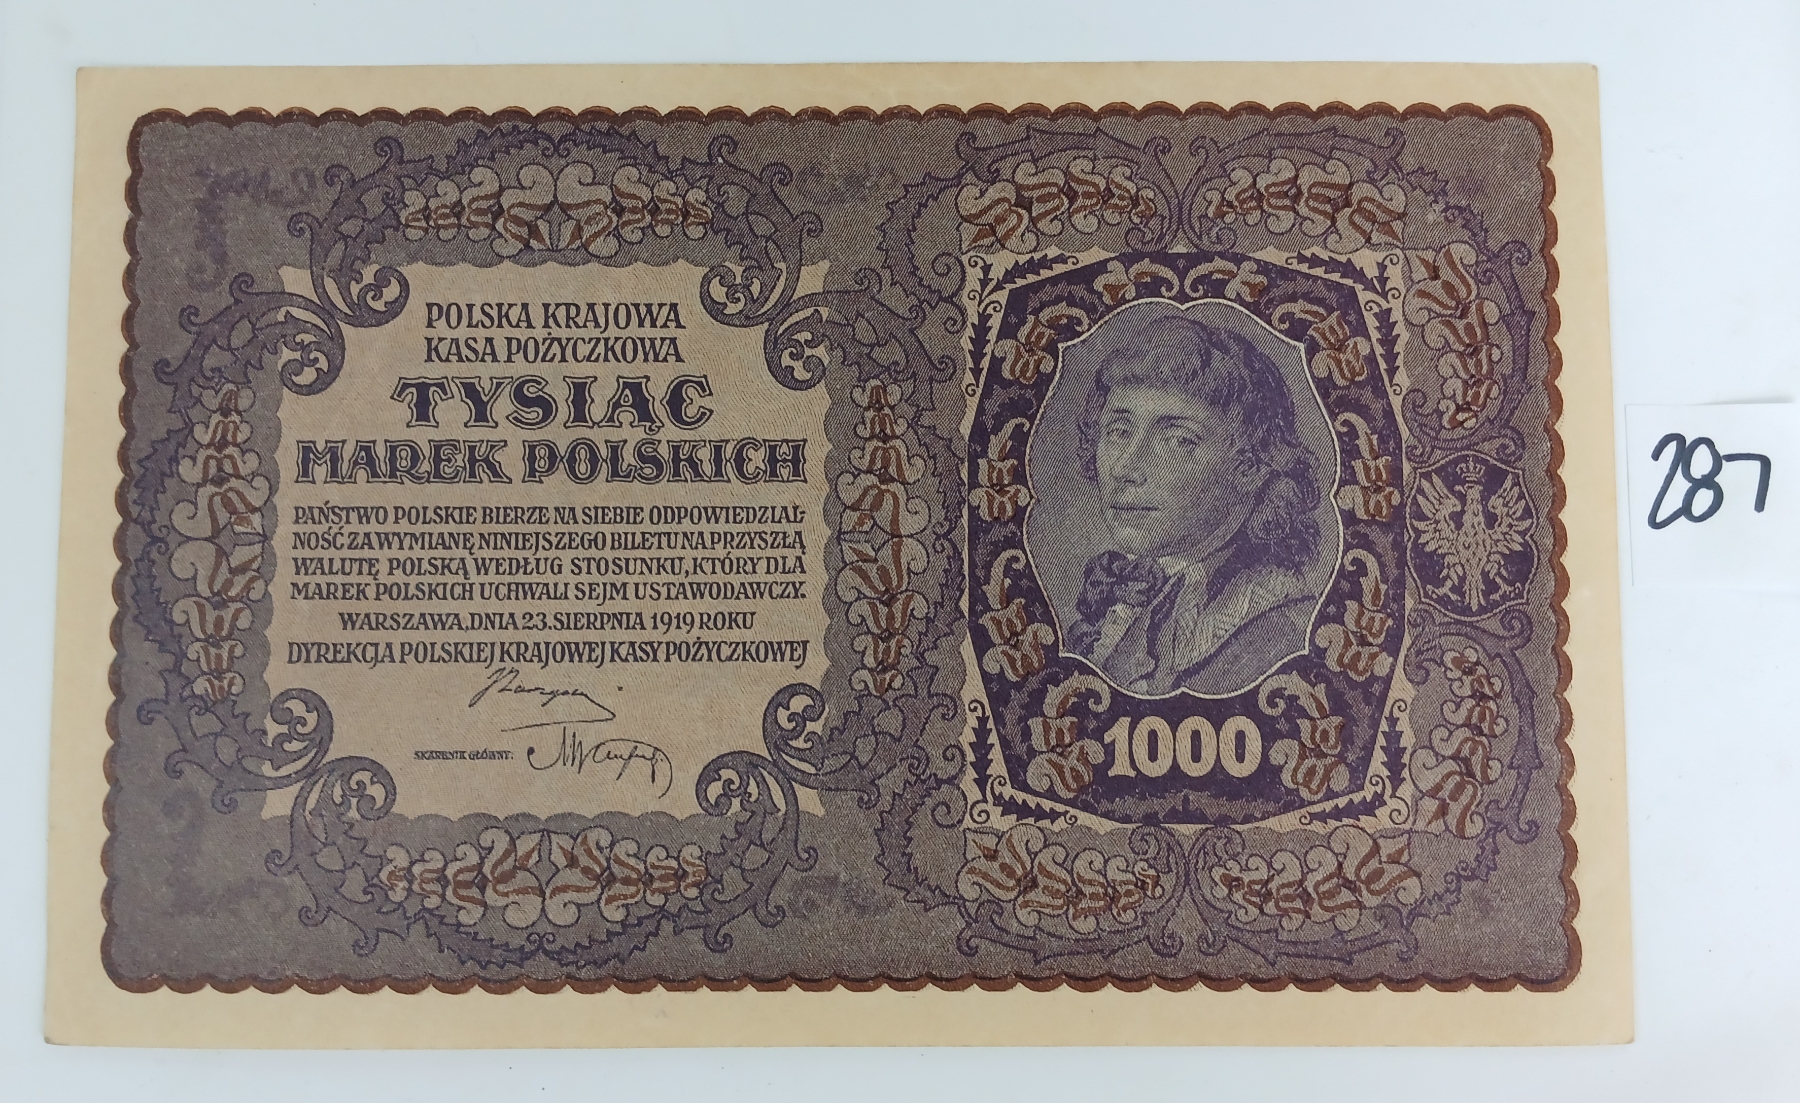 POLSKA KRAJOWA
KASA POŻYCZKOWA
TYSIĄC
MAREK POLSKICH
PAŃSTWO POLSKIE BIERZE NA SIEBIE ODPOWIEDZIAL-
NOŚĆ ZA WYMIANĘ NINIEJSZEGO BILETU NA PRZYSZŁĄ
WALUTĘ POLSKĄ WEDŁUG STOSUNKU, KTÓRY DLA
MAREK POLSKICH UCHWALI SEJM USTAWODAWCZY.
WARSZAWA, DNIA 23. SIERPNIA 1919 ROKU
DYREKCJA POLSKIEJ KRAJOWEJ KASY POŻYCZKOWEJ
SKARBNIK GŁÓWNY:
1000
287